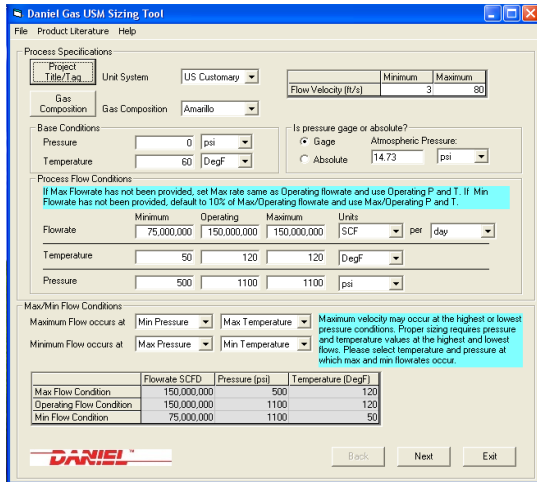 Daniel Gas USM Sizing Tool
File Product Literature Help
Process Specifications
Project Title/Tag
Unit System US Customary
Minimum Maximum
Flow Velocity (ft/s) 3 80
Gas Composition
Gas Composition Amarillo
Base Conditions
Pressure 0 psi
Temperature 60 DegF
Is pressure gage or absolute?
Gage
Absolute
Atmospheric Pressure:
14.73 psi
Process Flow Conditions
If Max Flowrate has not been provided, set Max rate same as Operating flowrate and use Operating P and T. If Min
Flowrate has not been provided, default to 10% of Max/Operating flowrate and use Max/Operating P and T.
Minimum Operating Maximum Units
Flowrate 75,000,000 150,000,000 150,000,000 SCF per day
Temperature 50 120 120 DegF
Pressure 500 1100 1100 psi
Max/Min Flow Conditions
Maximum Flow occurs at Min Pressure Max Temperature
Minimum Flow occurs at Max Pressure Min Temperature
Maximum velocity may occur at the highest or lowest
pressure conditions. Proper sizing requires pressure
and temperature values at the highest and lowest
flows. Please select temperature and pressure at
which max and min flowrates occur.
Flowrate SCFD Pressure (psi) Temperature (DegF)
Max Flow Condition 150,000,000 500 120
Operating Flow Condition 150,000,000 1100 120
Min Flow Condition 75,000,000 1100 50
DANIEL
Back Next Exit